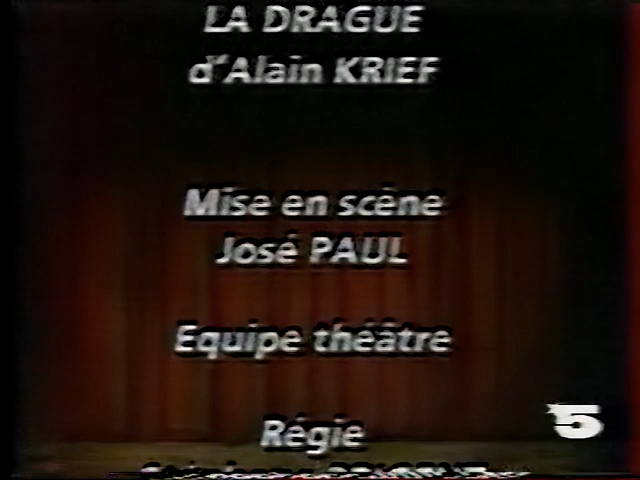 LA DRAGUE
d'Alain KRIEF
Mise en scène
José PAUL
Equipe théâtre
Régie
5